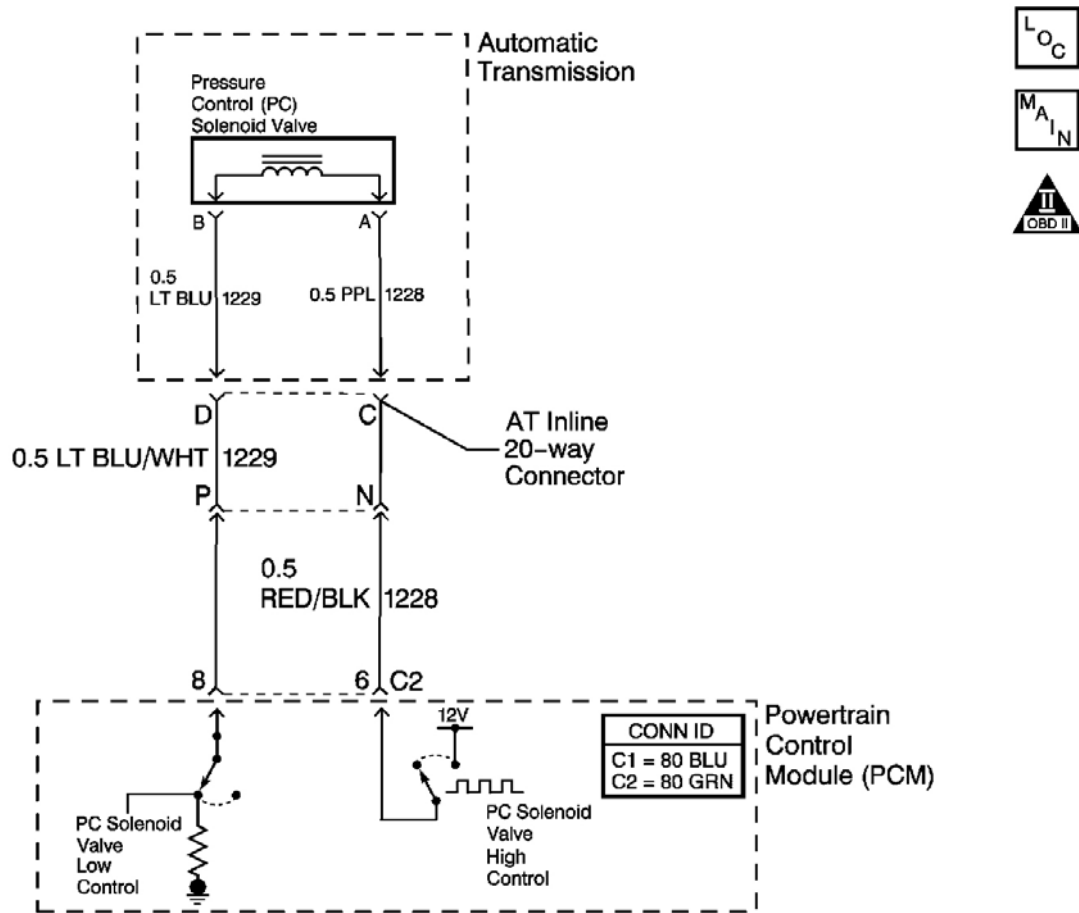 Automatic
Transmission
Pressure
Control (PC)
Solenoid Valve
B
A
0.5
LT BLU
1229
0.5 PPL
1228
D
C
AT Inline
20-way
Connector
0.5 LT BLU/WHT
1229
P
N
0.5
RED/BLK
1228
8
6
C2
12V
CONN ID
C1 = 80 BLU
C2 = 80 GRN
Powertrain
Control
Module (PCM)
PC Solenoid
Valve
Low
Control
PC Solenoid
Valve
High
Control
LOC
MAIN
II
OBD II